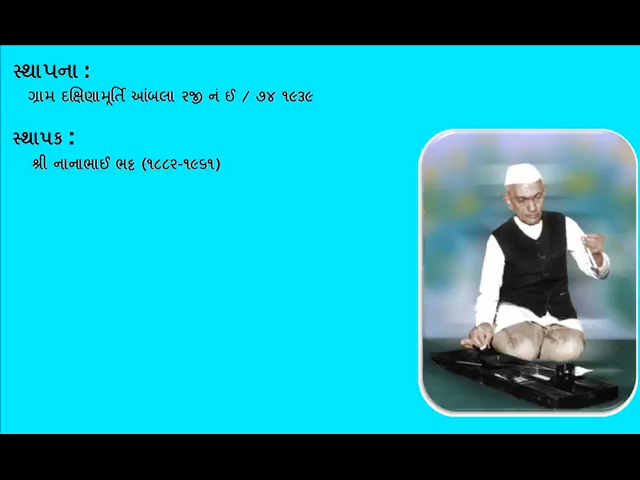 સ્થાપના :
ગ્રામ દક્ષિણામૂર્તિ આંબલા રજી નં ઈ / ૭૪ ૧૯૩૯
સ્થાપક :
શ્રી નાનાભાઈ ભટ્ટ (૧૮૮૨-૧૯૬૧)